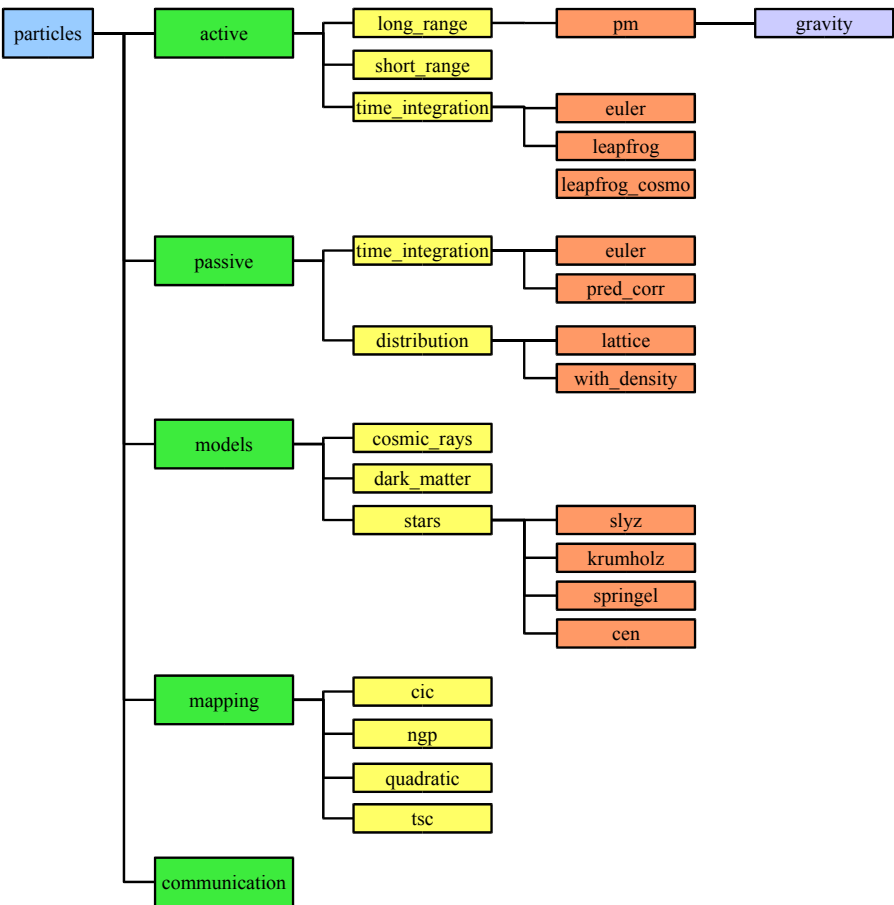 particles
active
long_range
pm
gravity
short_range
time_integration
euler
leapfrog
leapfrog_cosmo
passive
time_integration
euler
pred_corr
distribution
lattice
with_density
models
cosmic_rays
dark_matter
stars
slyz
krumholz
springel
cen
mapping
cic
ngp
quadratic
tsc
communication